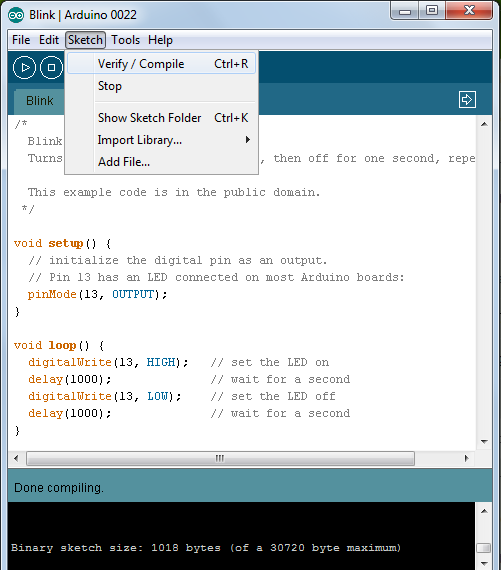 Blink | Arduino 0022
File Edit Sketch Tools Help
Verify / Compile Ctrl+R
Stop
Show Sketch Folder Ctrl+K
Import Library...
Add File...
Blink
/*
Blink
Turns , then off for one second, repe
This example code is in the public domain.
*/
void setup() {
// initialize the digital pin as an output.
// Pin 13 has an LED connected on most Arduino boards:
pinMode(13, OUTPUT);
}
void loop() {
digitalWrite(13, HIGH); // set the LED on
delay(1000); // wait for a second
digitalWrite(13, LOW); // set the LED off
delay(1000); // wait for a second
}
Done compiling.
Binary sketch size: 1018 bytes (of a 30720 byte maximum)